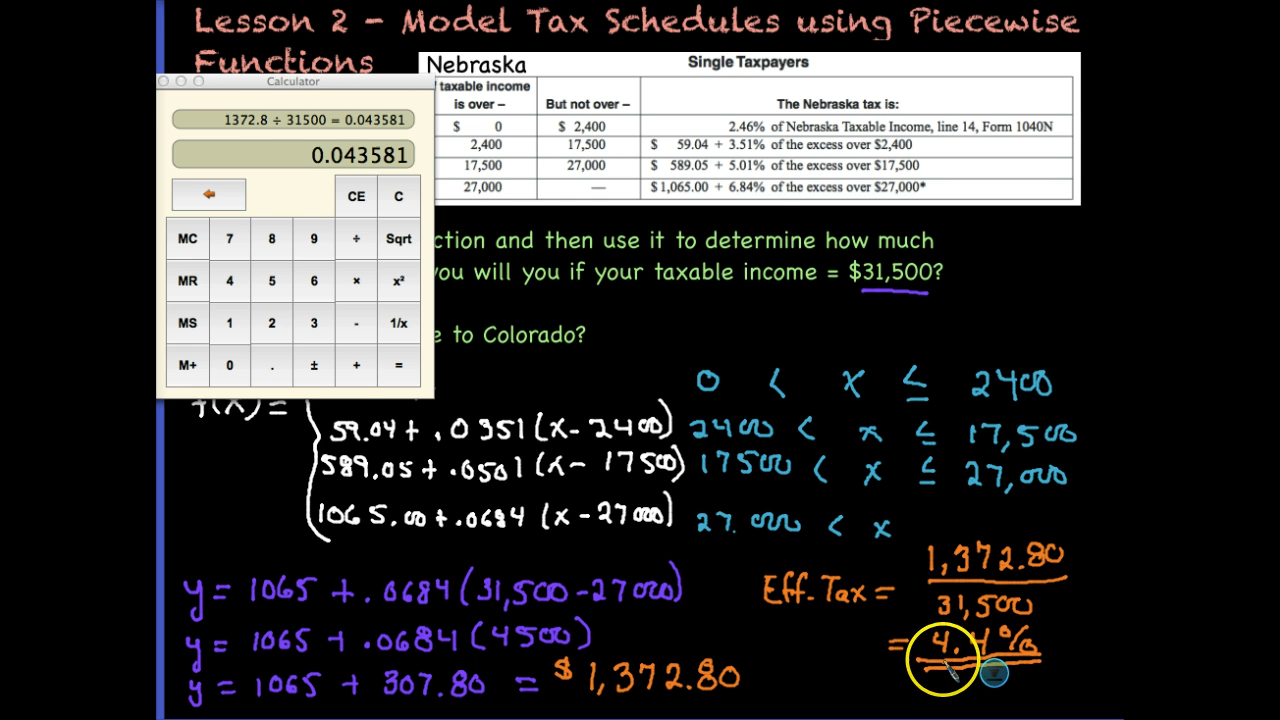 Lesson 2 - Model Tax Schedules using Piecewise
Functions
Nebraska
Single Taxpayers
taxable income
is over –
But not over –
The Nebraska tax is:
$ 0 $ 2,400 2.46% of Nebraska Taxable Income, line 14, Form 1040N
2,400 17,500 $ 59.04 + 3.51% of the excess over $2,400
17,500 27,000 $ 589.05 + 5.01% of the excess over $17,500
27,000 — $1,065.00 + 6.84% of the excess over $27,000*
Calculator
1372.8 ÷ 31500 = 0.043581
0.043581
CE C
MC 7 8 9 ÷ Sqrt
MR 4 5 6 × x²
MS 1 2 3 - 1/x
M+ 0 . ± + =
ction and then use it to determine how much
you will you if your taxable income = $31,500?
e to Colorado?
0 < x ≤ 2400
f(x) =
59.04 + .0351(x - 2400) 2400 < x ≤ 17,500
589.05 + .0501(x - 17500) 17500 < x ≤ 27,000
1065.00 + .0684 (x - 27000) 27.000 < x
y = 1065 + .0684(31,500 - 27000)
y = 1065 + .0684(4500)
y = 1065 + 307.80 = $1,372.80
Eff. Tax = 1,372.80
31,500
= 4.4%